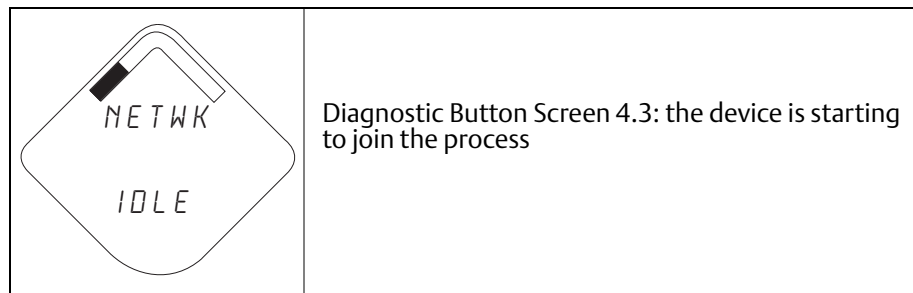 NETWK
IDLE
Diagnostic Button Screen 4.3: the device is starting
to join the process